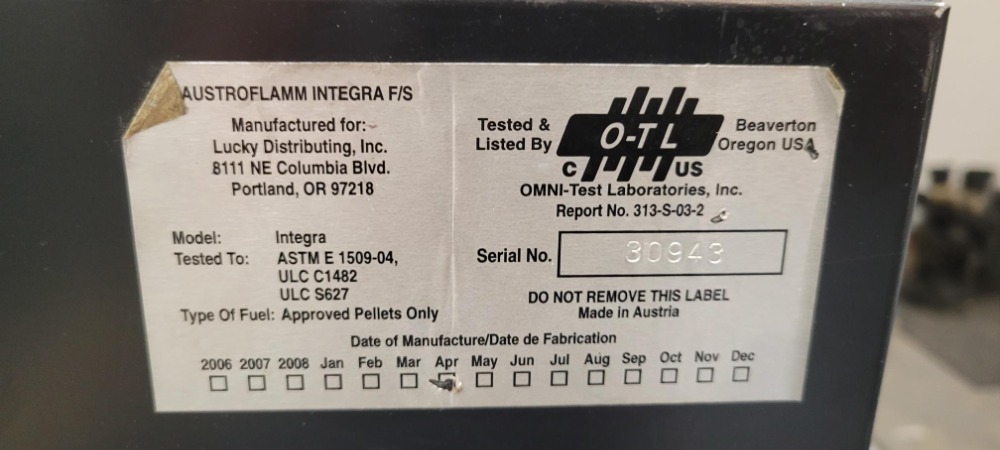 AUSTROFLAMM INTEGRA F/S
Manufactured for:
Lucky Distributing, Inc.
8111 NE Columbia Blvd.
Portland, OR 97218
Model: Integra
Tested To: ASTM E 1509-04,
ULC C1482
ULC S627
Type Of Fuel: Approved Pellets Only
Tested &
Listed By
O-TL
C US
Beaverton
Oregon USA
OMNI-Test Laboratories, Inc.
Report No. 313-S-03-2
Serial No. 30943
DO NOT REMOVE THIS LABEL
Made in Austria
Date of Manufacture/Date de Fabrication
2006 2007 2008 Jan Feb Mar Apr May Jun Jul Aug Sep Oct Nov Dec